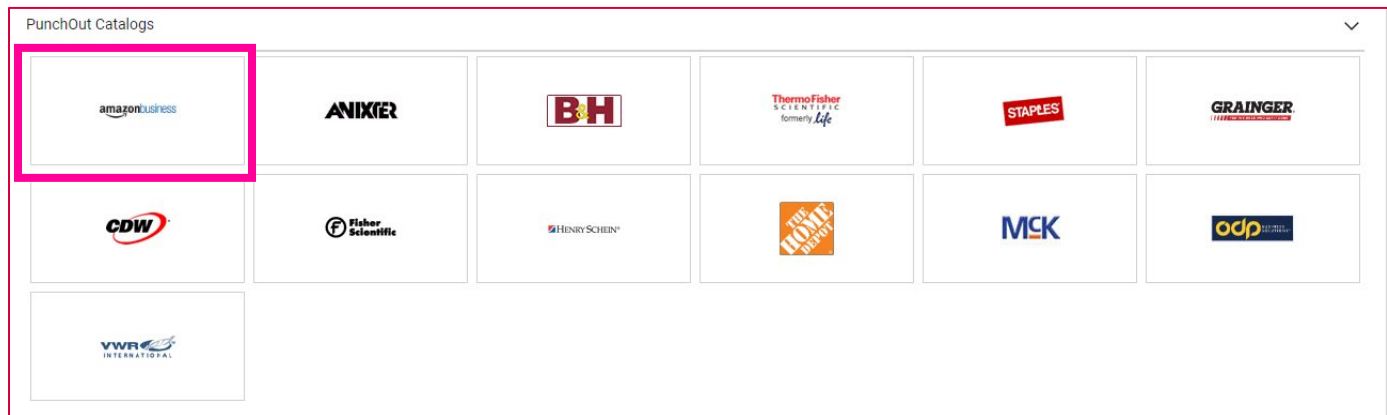 PunchOut Catalogs
amazonbusiness
ANIXTER
B&H
ThermoFisher
SCIENTIFIC
formerly life
STAPLES
GRAINGER
CDW
Fisher
Scientific
HENRY SCHEIN®
THE
HOME
DEPOT
McK
odp
VWR
INTERNATIONAL